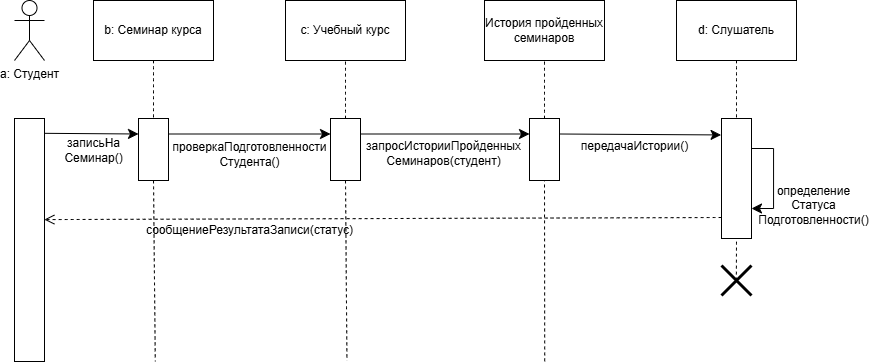 a: Студент
b: Семинар курса
c: Учебный курс
История пройденных
семинаров
d: Слушатель
записьНа
Семинар()
проверкаПодготовленности
Студента()
запросИсторииПройденных
Семинаров(студент)
передачаИстории()
определение
Статуса
Подготовленности()
сообщениеРезультатаЗаписи(статус)